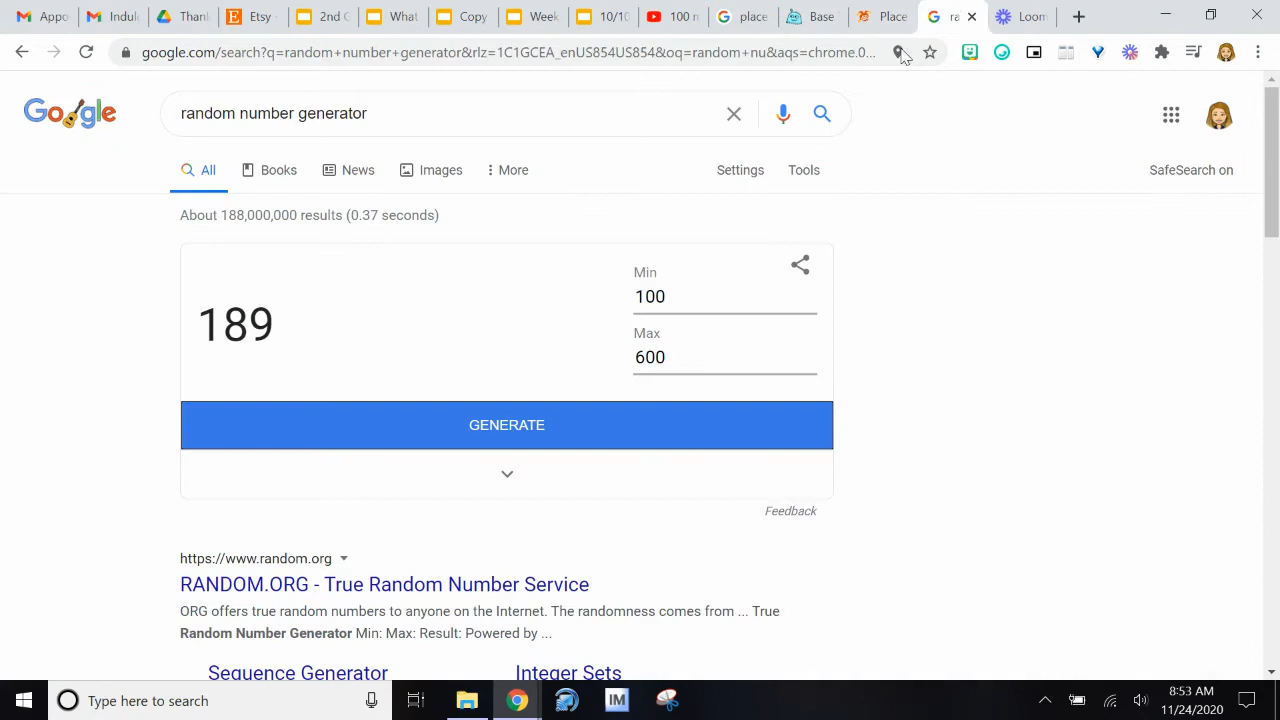 Appo
Indul
Thank
Etsy
2nd G
What
Copy
Week
10/10
100 n
place
Base
Place
ra
Loom
google.com/search?q=random+number+generator&rlz=1C1GCEA_enUS854US854&oq=random+nu&aqs=chrome.0...
Google
random number generator
All
Books
News
Images
More
Settings
Tools
SafeSearch on
About 188,000,000 results (0.37 seconds)
189
Min
100
Max
600
GENERATE
Feedback
https://www.random.org
RANDOM.ORG - True Random Number Service
ORG offers true random numbers to anyone on the Internet. The randomness comes from ... True
Random Number Generator Min: Max: Result: Powered by ...
Sequence Generator
Integer Sets
Type here to search
IM
8:53 AM
11/24/2020